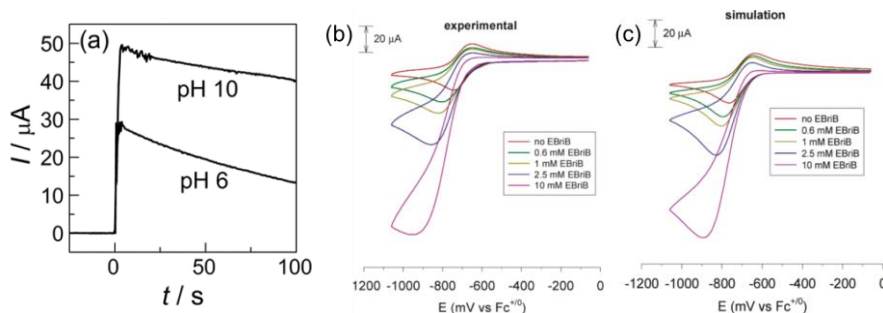 (a)
I / μA
50
40
30
20
10
0
pH 10
pH 6
0
50
100
t / s
(b)
20 μA
experimental
no EBriB
0.6 mM EBriB
1 mM EBriB
2.5 mM EBriB
10 mM EBriB
-1200
-1000
-800
-600
-400
-200
0
E (mV vs Fc+/0)
(c)
20 μA
simulation
no EBriB
0.6 mM EBriB
1 mM EBriB
2.5 mM EBriB
10 mM EBriB
-1200
-1000
-800
-600
-400
-200
0
E (mV vs Fc+/0)